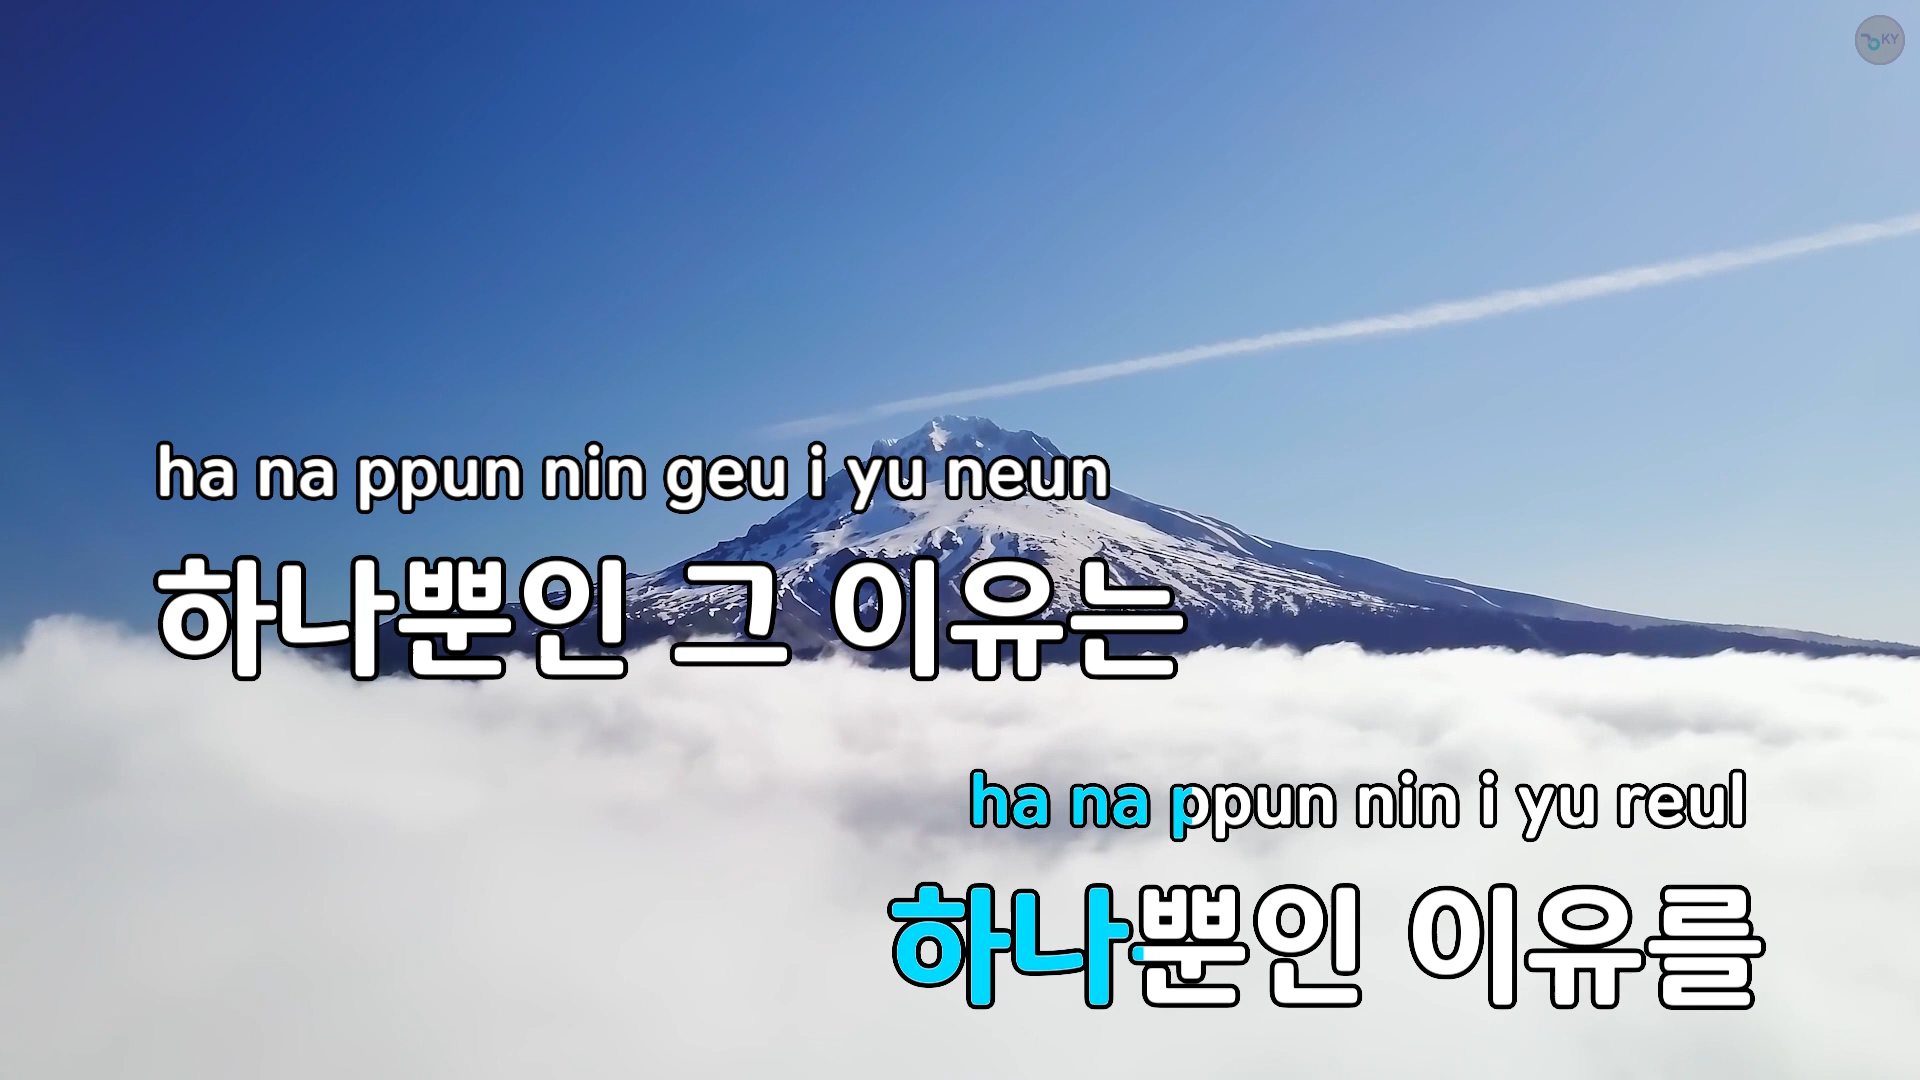 KY
ha na ppun nin geu i yu neun
하나뿐인 그 이유는
ha na ppun nin i yu reul
하나뿐인 이유를